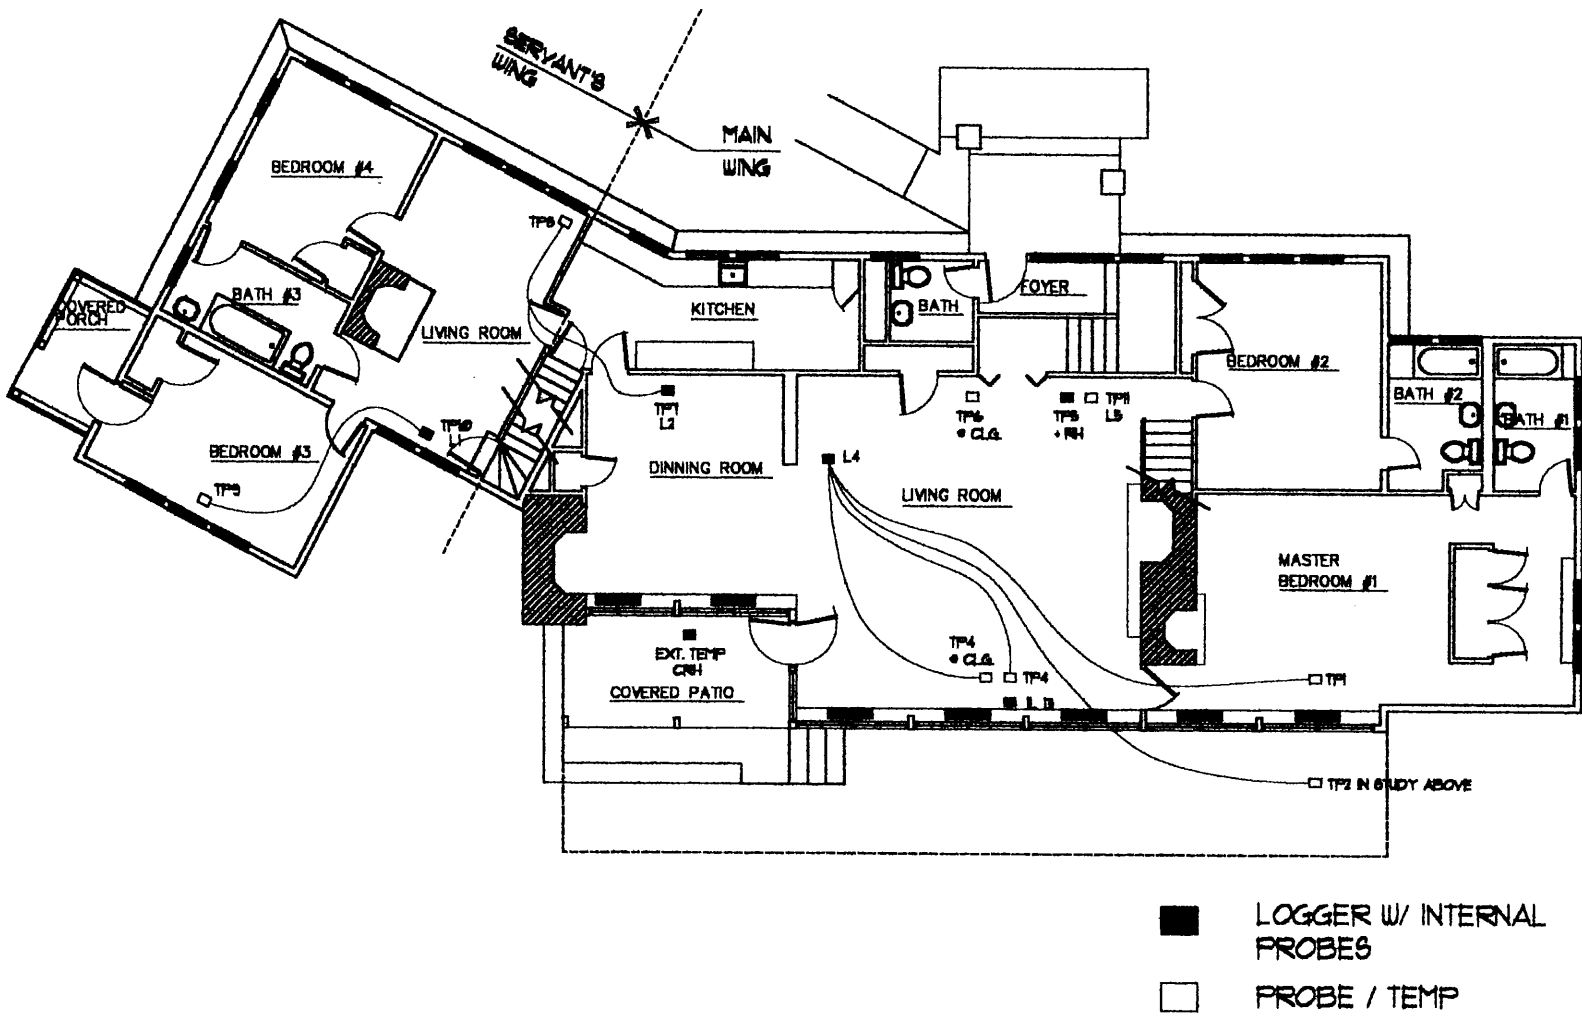 SERVANT'S
WING
MAIN
WING
BEDROOM #4
TP8
COVERED
PORCH
BATH #3
LIVING ROOM
KITCHEN
BATH
FOYER
BEDROOM #2
BATH #2
BATH #1
TP10
L1
BEDROOM #3
TP9
L2
DINNING ROOM
L4
LIVING ROOM
TP6
@ CLG.
TP5
+ RH
TP11
L5
MASTER
BEDROOM #1
EXT. TEMP
COVERED PATIO
TP4
@ CLG.
TP4
TP1
TP2 IN STUDY ABOVE
LOGGER W/ INTERNAL
PROBES
PROBE / TEMP